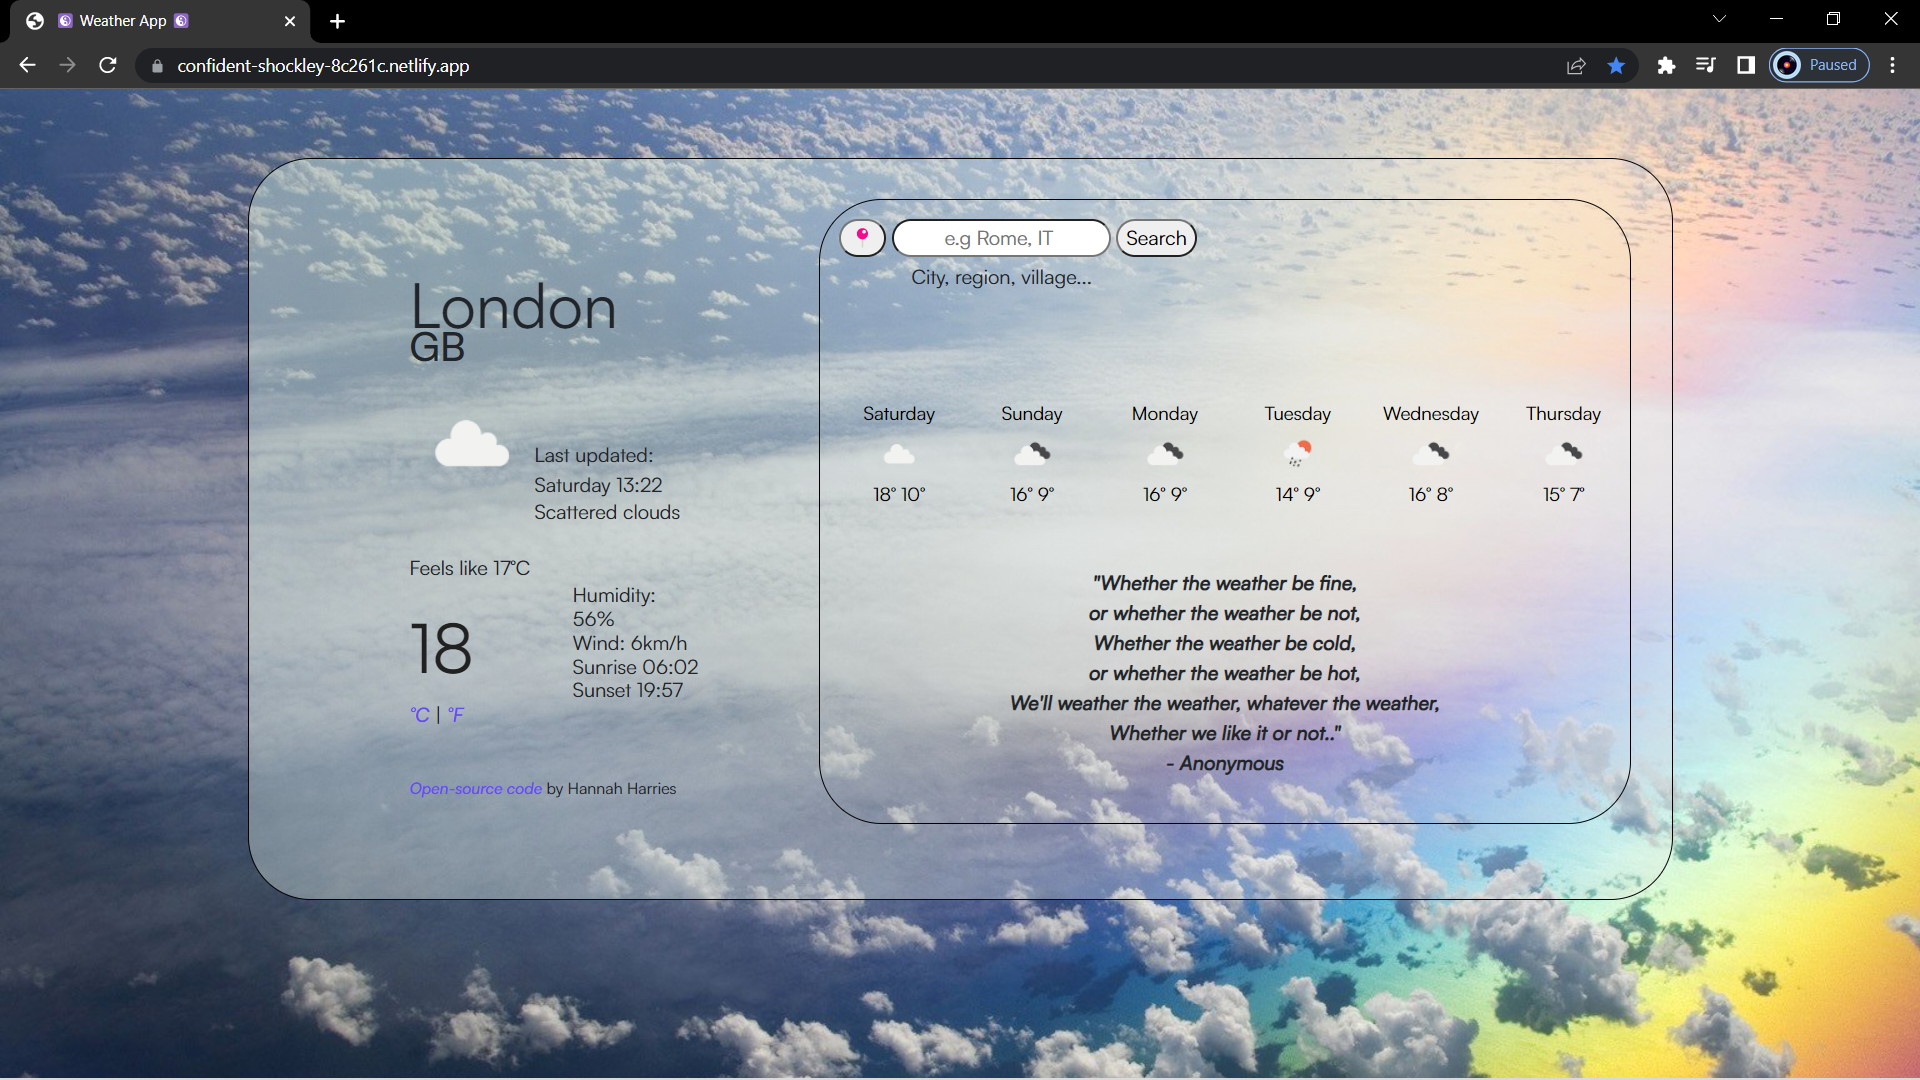 Weather App
confident-shockley-8c261c.netlify.app
Paused
London
GB
Last updated:
Saturday 13:22
Scattered clouds
Feels like 17°C
18
°C | °F
Humidity:
56%
Wind: 6km/h
Sunrise 06:02
Sunset 19:57
Open-source code by Hannah Harries
e.g Rome, IT
Search
City, region, village...
Saturday Sunday Monday Tuesday Wednesday Thursday
18° 10° 16° 9° 16° 9° 14° 9° 16° 8° 15° 7°
"Whether the weather be fine,
or whether the weather be not,
Whether the weather be cold,
or whether the weather be hot,
We'll weather the weather, whatever the weather,
Whether we like it or not.."
- Anonymous